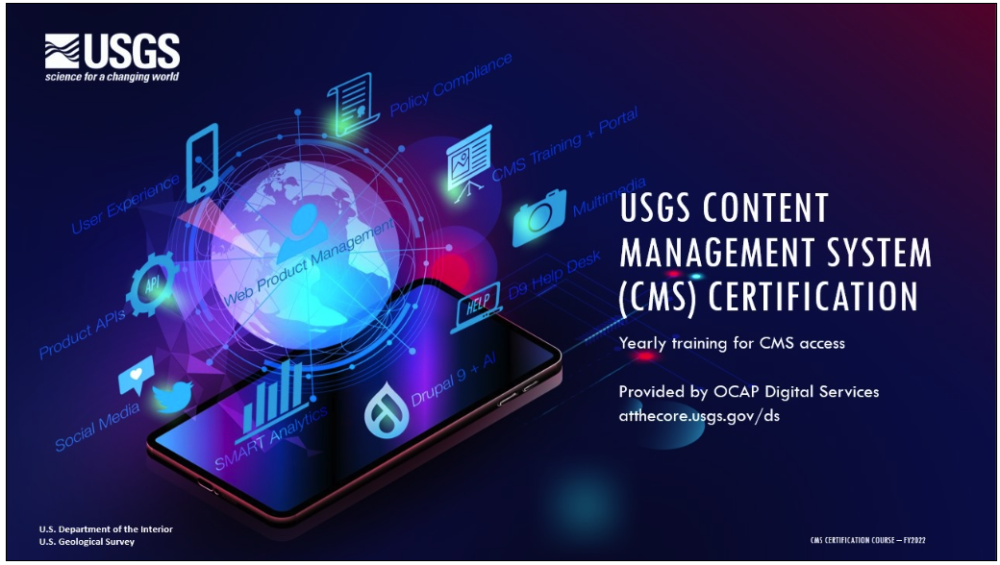 USGS
science for a changing world
Policy Compliance
CMS Training + Portal
User Experience
Multimedia
Web Product Management
API
HELP
D9 Help Desk
Product APIs
Drupal 9 + AI
Social Media
SMART Analytics
USGS CONTENT
MANAGEMENT SYSTEM
(CMS) CERTIFICATION
Yearly training for CMS access
Provided by OCAP Digital Services
atthecore.usgs.gov/ds
U.S. Department of the Interior
U.S. Geological Survey
CMS CERTIFICATION COURSE – FY2022